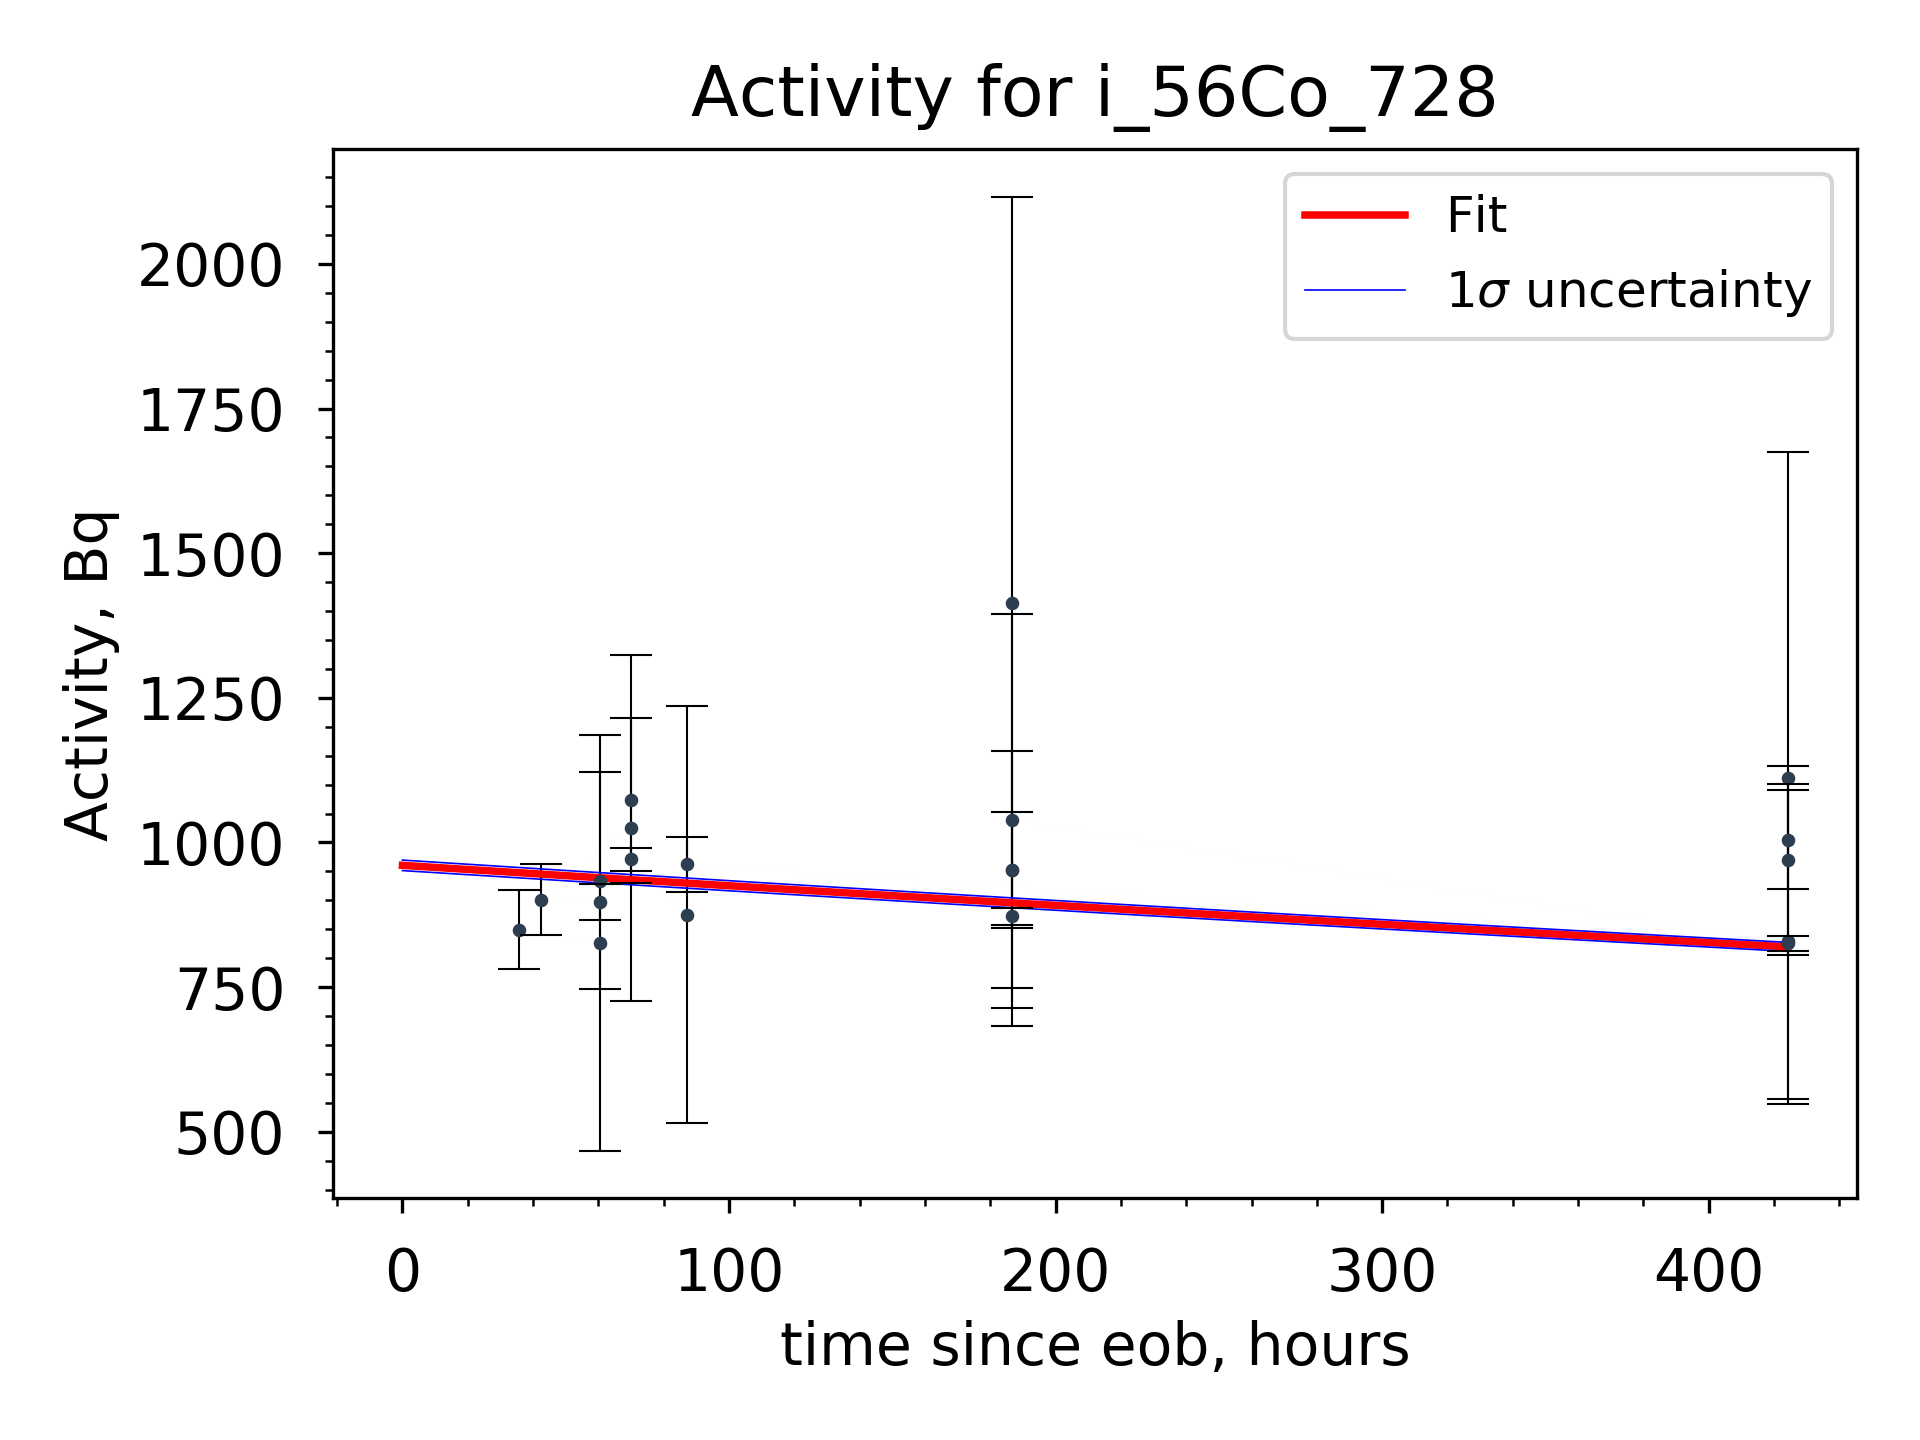 Activity for i_56Co_728
Fit
1σ uncertainty
2000
1750
1500
1250
1000
750
500
Activity, Bq
0 100 200 300 400
time since eob, hours